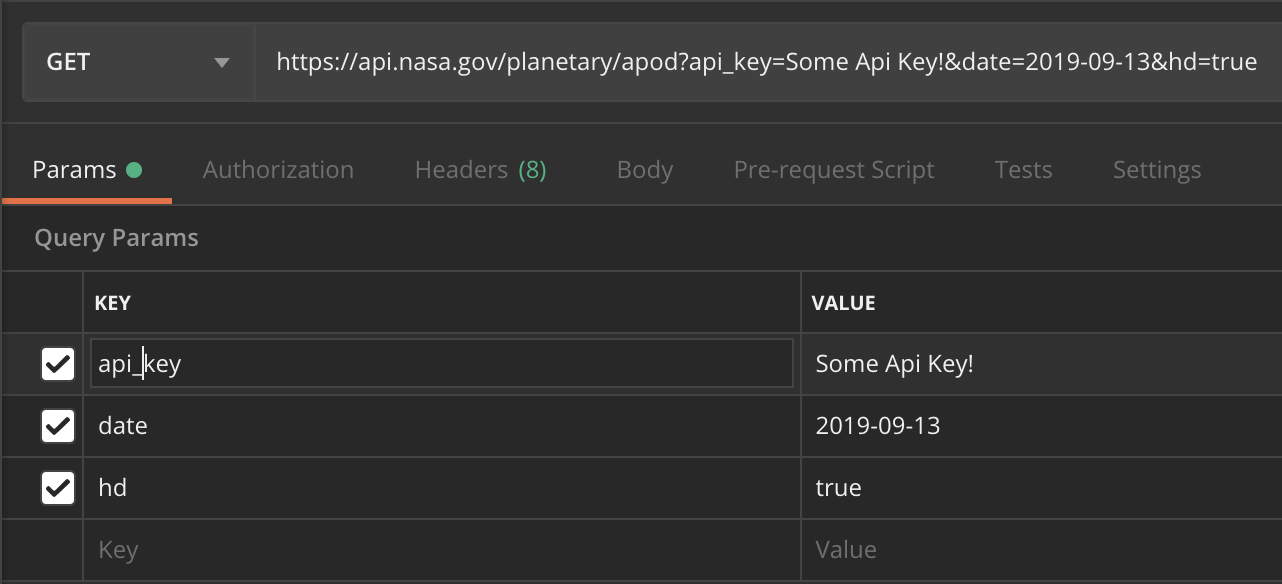 GET https://api.nasa.gov/planetary/apod?api_key=Some Api Key!&date=2019-09-13&hd=true
Params Authorization Headers (8) Body Pre-request Script Tests Settings
Query Params
KEY VALUE
api_key Some Api Key!
date 2019-09-13
hd true
Key Value